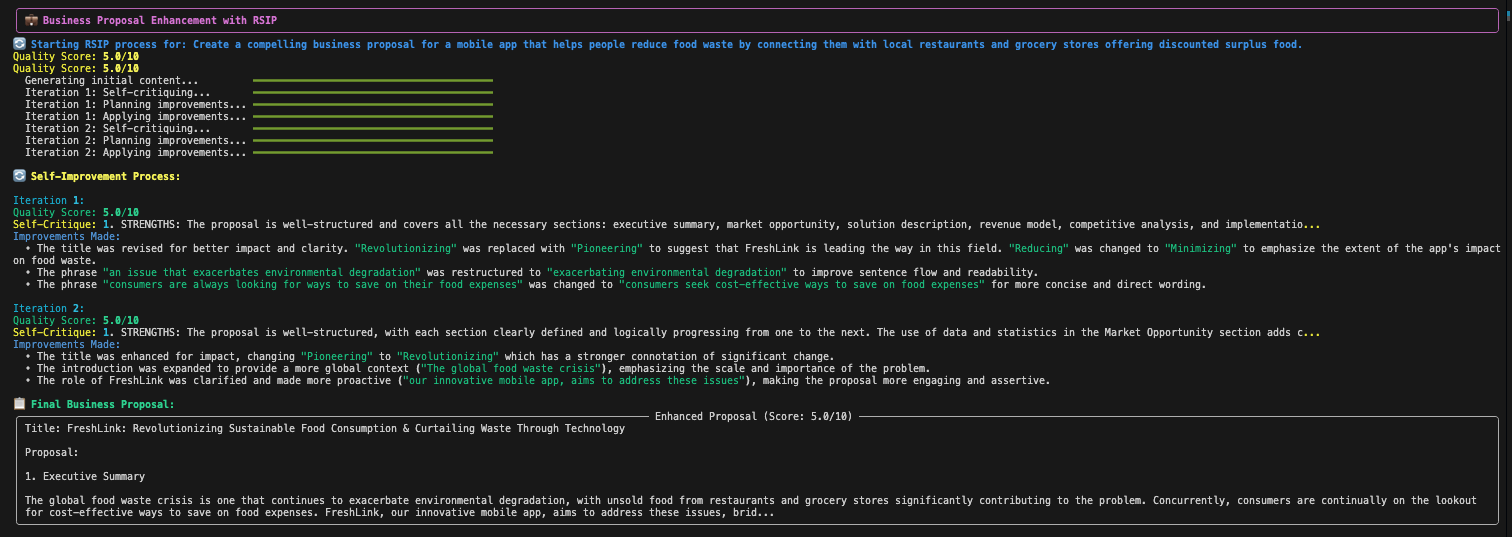 💼 Business Proposal Enhancement with RSIP
🔄 Starting RSIP process for: Create a compelling business proposal for a mobile app that helps people reduce food waste by connecting them with local restaurants and grocery stores offering discounted surplus food.
Quality Score: 5.0/10
Quality Score: 5.0/10
Generating initial content...
Iteration 1: Self-critiquing...
Iteration 1: Planning improvements...
Iteration 1: Applying improvements...
Iteration 2: Self-critiquing...
Iteration 2: Planning improvements...
Iteration 2: Applying improvements...
🔄 Self-Improvement Process:
Iteration 1:
Quality Score: 5.0/10
Self-Critique: 1. STRENGTHS: The proposal is well-structured and covers all the necessary sections: executive summary, market opportunity, solution description, revenue model, competitive analysis, and implementatio...
Improvements Made:
• The title was revised for better impact and clarity. "Revolutionizing" was replaced with "Pioneering" to suggest that FreshLink is leading the way in this field. "Reducing" was changed to "Minimizing" to emphasize the extent of the app's impact
on food waste.
• The phrase "an issue that exacerbates environmental degradation" was restructured to "exacerbating environmental degradation" to improve sentence flow and readability.
• The phrase "consumers are always looking for ways to save on their food expenses" was changed to "consumers seek cost-effective ways to save on food expenses" for more concise and direct wording.
Iteration 2:
Quality Score: 5.0/10
Self-Critique: 1. STRENGTHS: The proposal is well-structured, with each section clearly defined and logically progressing from one to the next. The use of data and statistics in the Market Opportunity section adds c...
Improvements Made:
• The title was enhanced for impact, changing "Pioneering" to "Revolutionizing" which has a stronger connotation of significant change.
• The introduction was expanded to provide a more global context ("The global food waste crisis"), emphasizing the scale and importance of the problem.
• The role of FreshLink was clarified and made more proactive ("our innovative mobile app, aims to address these issues"), making the proposal more engaging and assertive.
📋 Final Business Proposal:
Enhanced Proposal (Score: 5.0/10)
Title: FreshLink: Revolutionizing Sustainable Food Consumption & Curtailing Waste Through Technology
Proposal:
1. Executive Summary
The global food waste crisis is one that continues to exacerbate environmental degradation, with unsold food from restaurants and grocery stores significantly contributing to the problem. Concurrently, consumers are continually on the lookout
for cost-effective ways to save on food expenses. FreshLink, our innovative mobile app, aims to address these issues, brid...